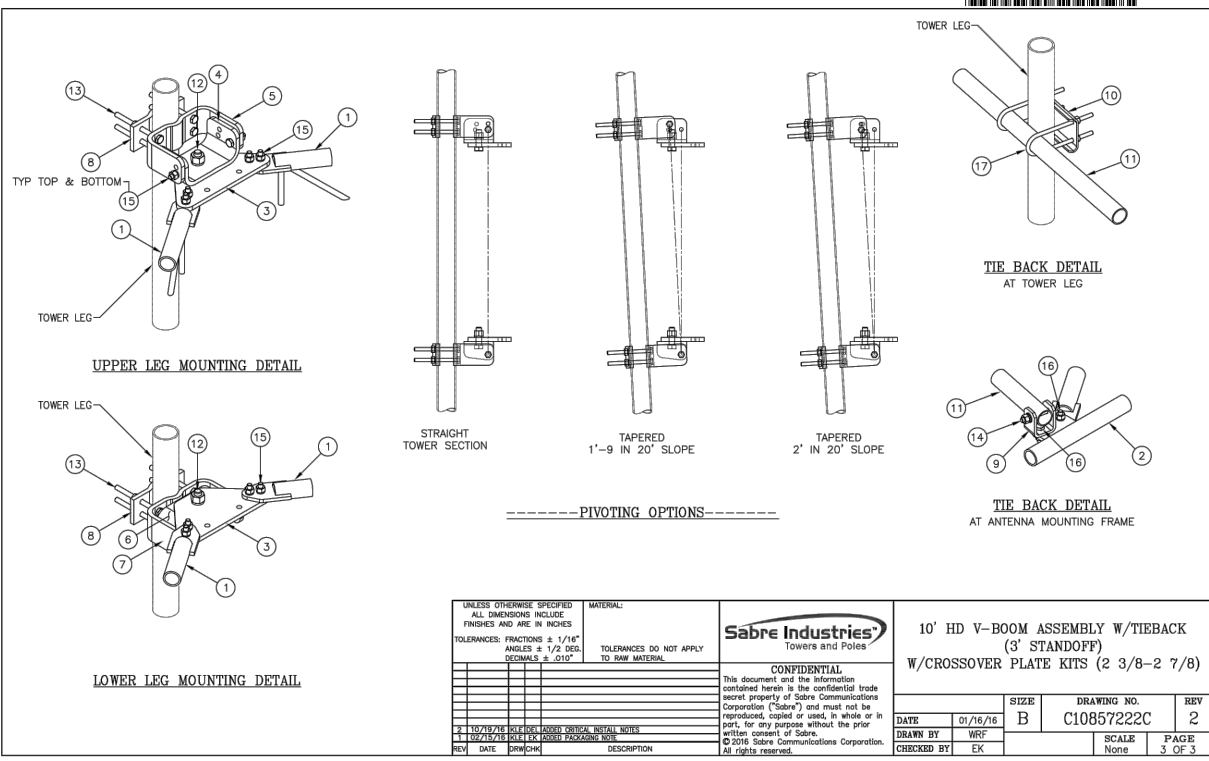 TOWER LEG
13
12
4
5
15
1
8
TYP TOP & BOTTOM
15
3
1
TOWER LEG
UPPER LEG MOUNTING DETAIL
TOWER LEG
13
12
15
1
8
6
7
3
1
LOWER LEG MOUNTING DETAIL
STRAIGHT
TOWER SECTION
TAPERED
1'-9 IN 20' SLOPE
TAPERED
2' IN 20' SLOPE
-------PIVOTING OPTIONS-------
10
17
11
TIE BACK DETAIL
AT TOWER LEG
16
11
14
9
16
2
TIE BACK DETAIL
AT ANTENNA MOUNTING FRAME
UNLESS OTHERWISE SPECIFIED
ALL DIMENSIONS INCLUDE
FINISHES AND ARE IN INCHES
TOLERANCES: FRACTIONS ± 1/16"
ANGLES ± 1/2 DEG.
DECIMALS ± .010"
MATERIAL:
TOLERANCES DO NOT APPLY
TO RAW MATERIAL
2 10/19/16 KLE DEL ADDED CRITICAL INSTALL NOTES
1 02/15/16 KLE EK ADDED PACKAGING NOTE
REV DATE DRW CHK DESCRIPTION
Sabre Industries™
Towers and Poles
CONFIDENTIAL
This document and the information
contained herein is the confidential trade
secret property of Sabre Communications
Corporation ("Sabre") and must not be
reproduced, copied or used, in whole or in
part, for any purpose without the prior
written consent of Sabre.
© 2016 Sabre Communications Corporation.
All rights reserved.
10' HD V-BOOM ASSEMBLY W/TIEBACK
(3' STANDOFF)
W/CROSSOVER PLATE KITS (2 3/8-2 7/8)
DATE 01/16/16
DRAWN BY WRF
CHECKED BY EK
SIZE
B
DRAWING NO.
C10857222C
REV
2
SCALE
None
PAGE
3 OF 3